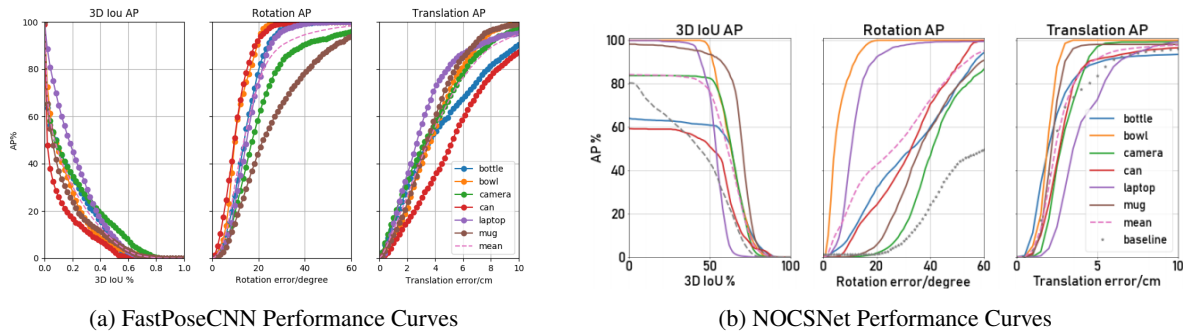 3D Iou AP
Rotation AP
Translation AP
AP%
100
80
60
40
20
0
0.0 0.2 0.4 0.6 0.8 1.0
3D IoU %
0 20 40 60
Rotation error/degree
0 2 4 6 8 10
Translation error/cm
bottle
bowl
camera
can
laptop
mug
mean
(a) FastPoseCNN Performance Curves
3D IoU AP
Rotation AP
Translation AP
AP %
100
80
60
40
20
0
0 50 100
3D IoU %
0 20 40 60
Rotation error/degree
0 5 10
Translation error/cm
bottle
bowl
camera
can
laptop
mug
mean
baseline
(b) NOCSNet Performance Curves